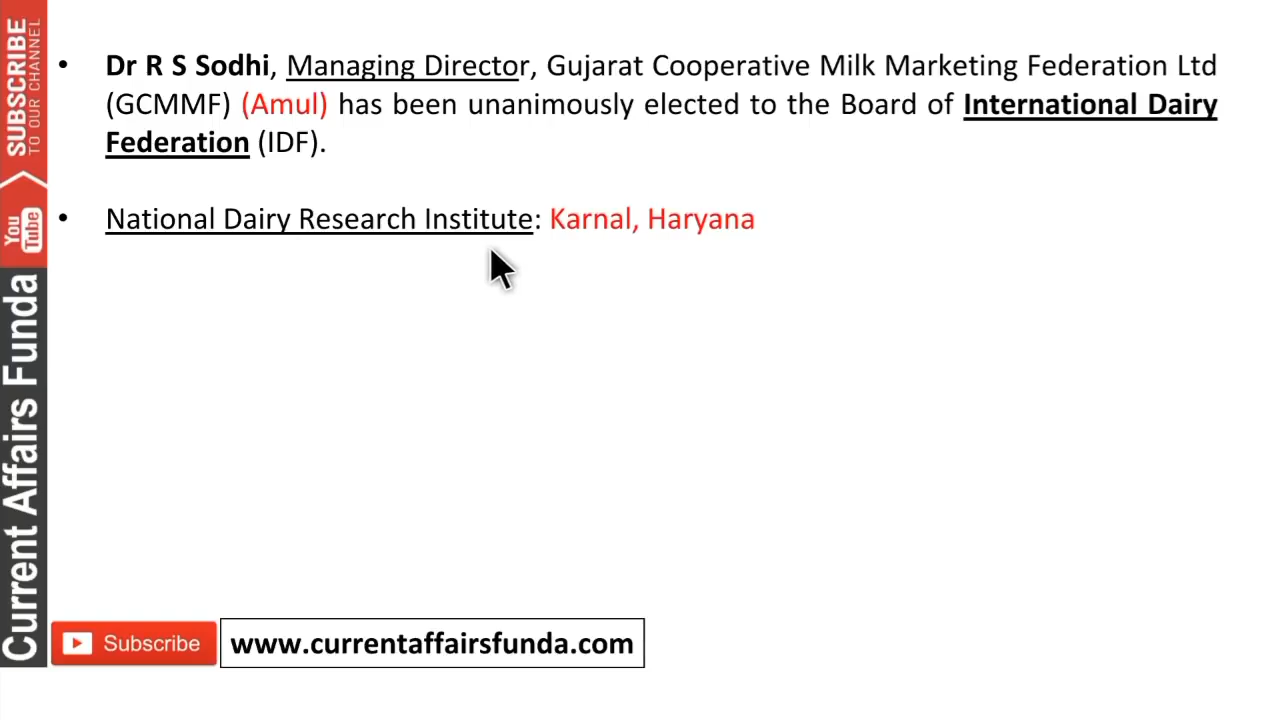 • Dr R S Sodhi, Managing Director, Gujarat Cooperative Milk Marketing Federation Ltd
(GCMMF) (Amul) has been unanimously elected to the Board of International Dairy
Federation (IDF).
• National Dairy Research Institute: Karnal, Haryana
SUBSCRIBE
TO OUR CHANNEL
You
Tube
Current Affairs Funda
Subscribe
www.currentaffairsfunda.com